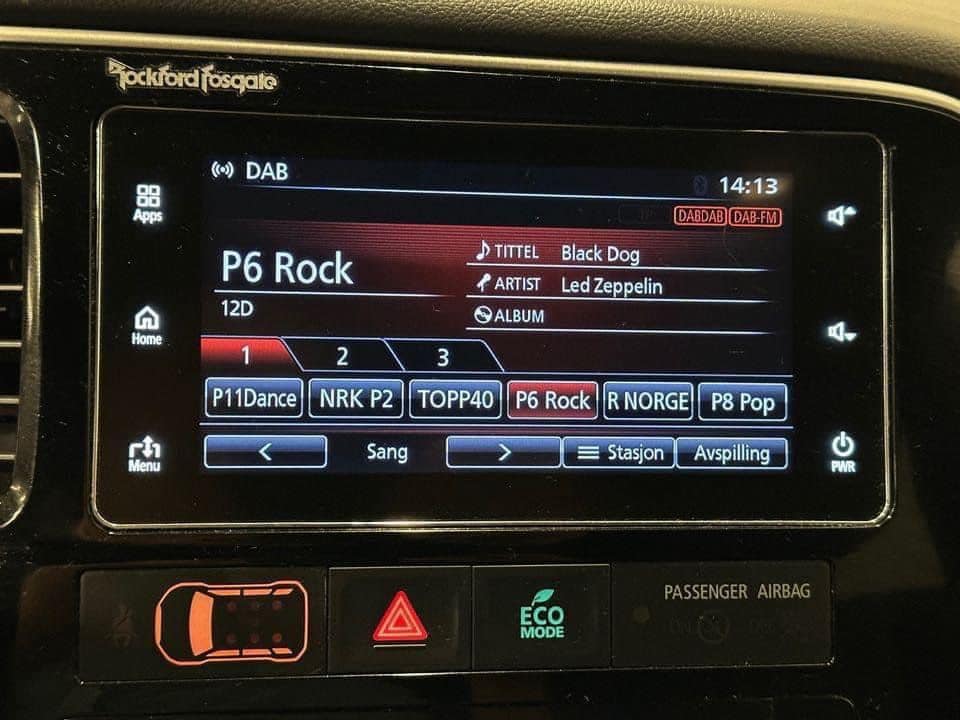 Rockford Fosgate
DAB
14:13
Apps
TP
DABDAB DAB-FM
P6 Rock
TITTEL Black Dog
ARTIST Led Zeppelin
12D
ALBUM
Home
1 2 3
P11Dance NRK P2 TOPP40 P6 Rock R NORGE P8 Pop
< Sang > Stasjon Avspilling
Menu
PWR
PASSENGER AIRBAG
ECO
MODE